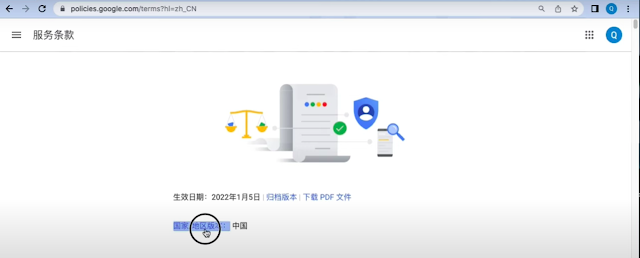 policies.google.com/terms?hl=zh_CN
Q
服务条款
Q
生效日期：2022年1月5日 | 归档版本 | 下载 PDF 文件
国家 地区版 ： 中国